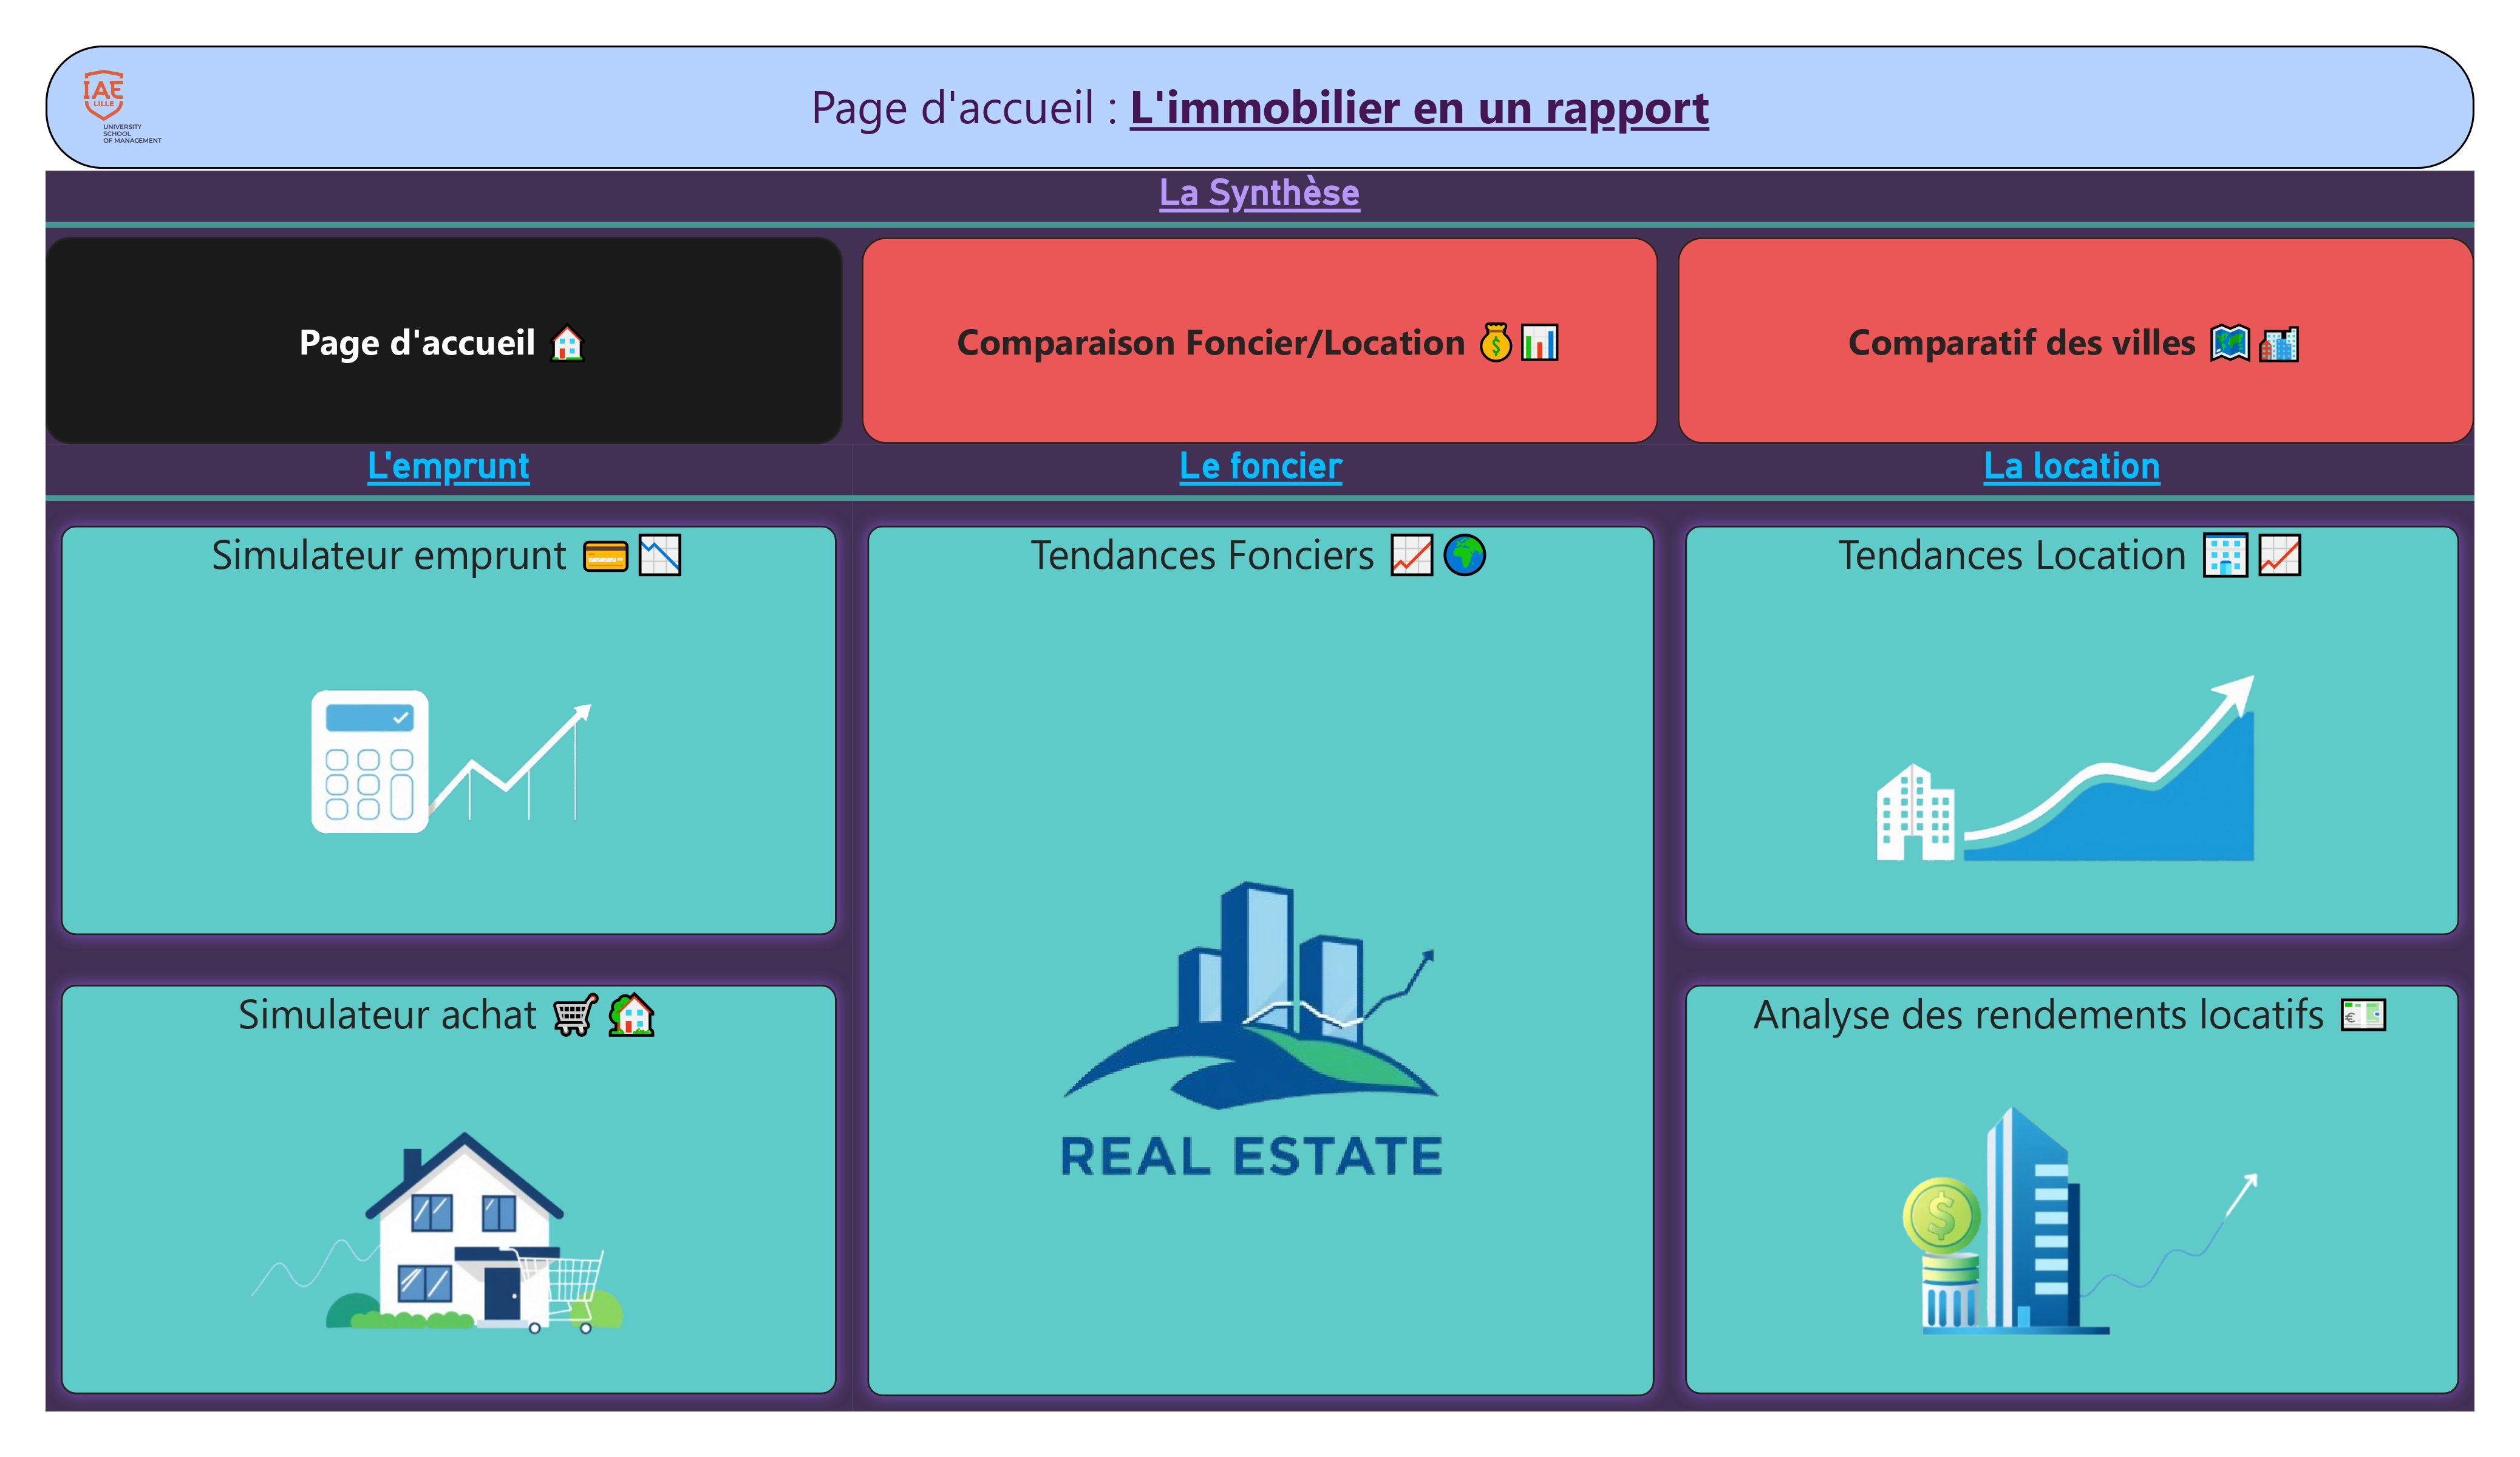 IAE
LILLE
UNIVERSITY
SCHOOL
OF MANAGEMENT
Page d'accueil : L'immobilier en un rapport
La Synthèse
Page d'accueil 🏠
Comparaison Foncier/Location 💰📊
Comparatif des villes 🗺️🏙️
L'emprunt
Le foncier
La location
Simulateur emprunt 💳📉
Tendances Fonciers 📈🌍
Tendances Location 🏢📈
REAL ESTATE
Simulateur achat 🛒🏡
Analyse des rendements locatifs 💶